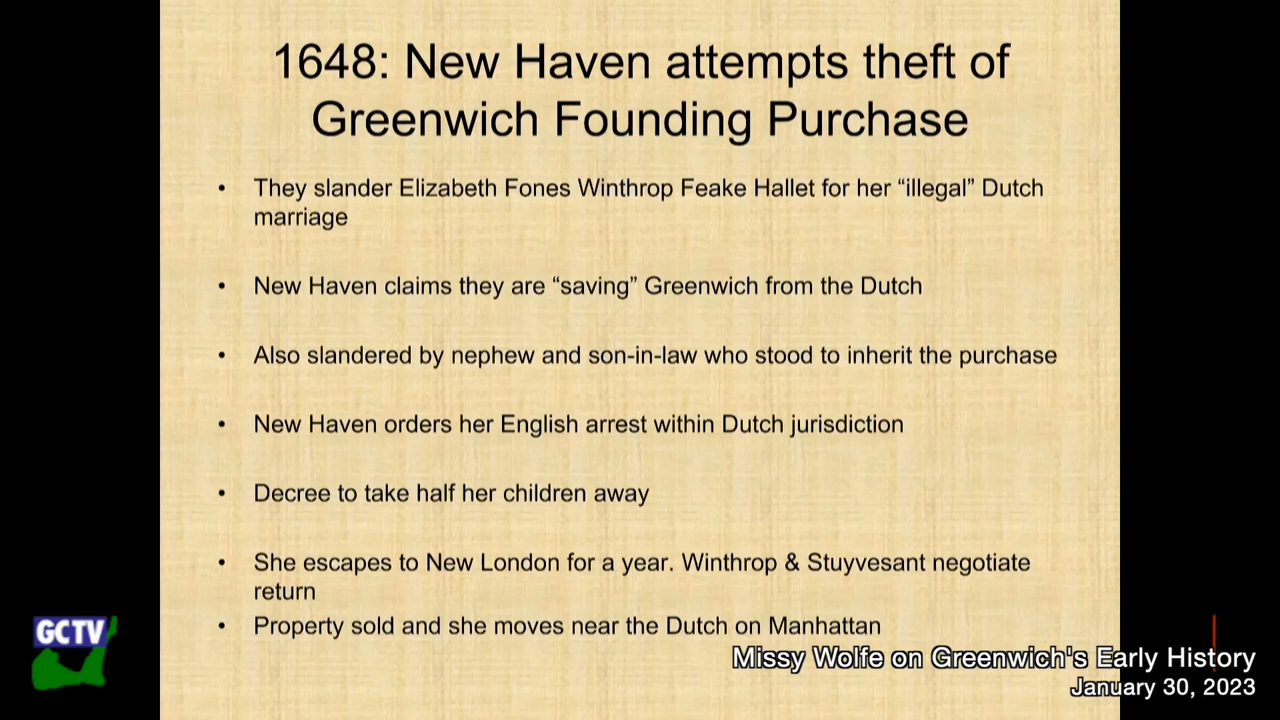 1648: New Haven attempts theft of
Greenwich Founding Purchase
• They slander Elizabeth Fones Winthrop Feake Hallet for her “illegal” Dutch
marriage
• New Haven claims they are “saving” Greenwich from the Dutch
• Also slandered by nephew and son-in-law who stood to inherit the purchase
• New Haven orders her English arrest within Dutch jurisdiction
• Decree to take half her children away
• She escapes to New London for a year. Winthrop & Stuyvesant negotiate
return
• Property sold and she moves near the Dutch on Manhattan
GCTV
Missy Wolfe on Greenwich's Early History
January 30, 2023